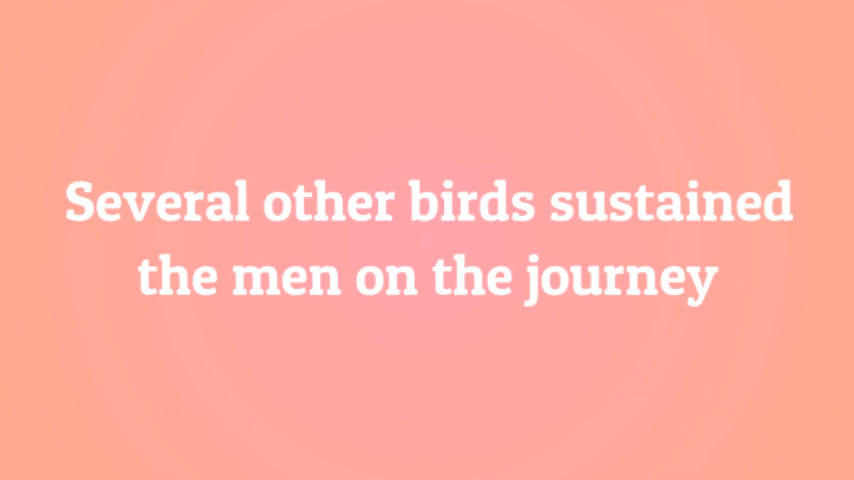 Several other birds sustained
the men on the journey